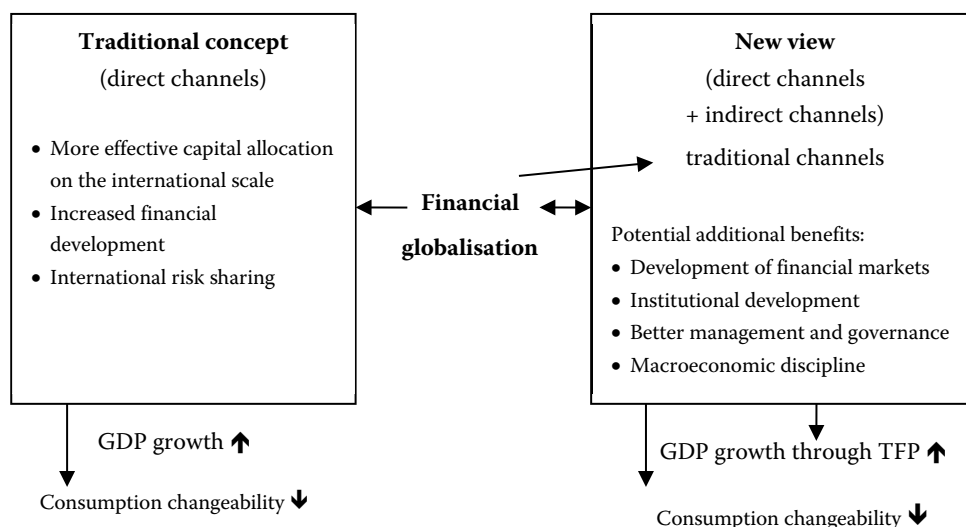 Traditional concept
(direct channels)
• More effective capital allocation
on the international scale
• Increased financial
development
• International risk sharing
Financial
globalisation
New view
(direct channels
+ indirect channels)
traditional channels
Potential additional benefits:
• Development of financial markets
• Institutional development
• Better management and governance
• Macroeconomic discipline
GDP growth 🡹
Consumption changeability 🡻
GDP growth through TFP 🡹
Consumption changeability 🡻